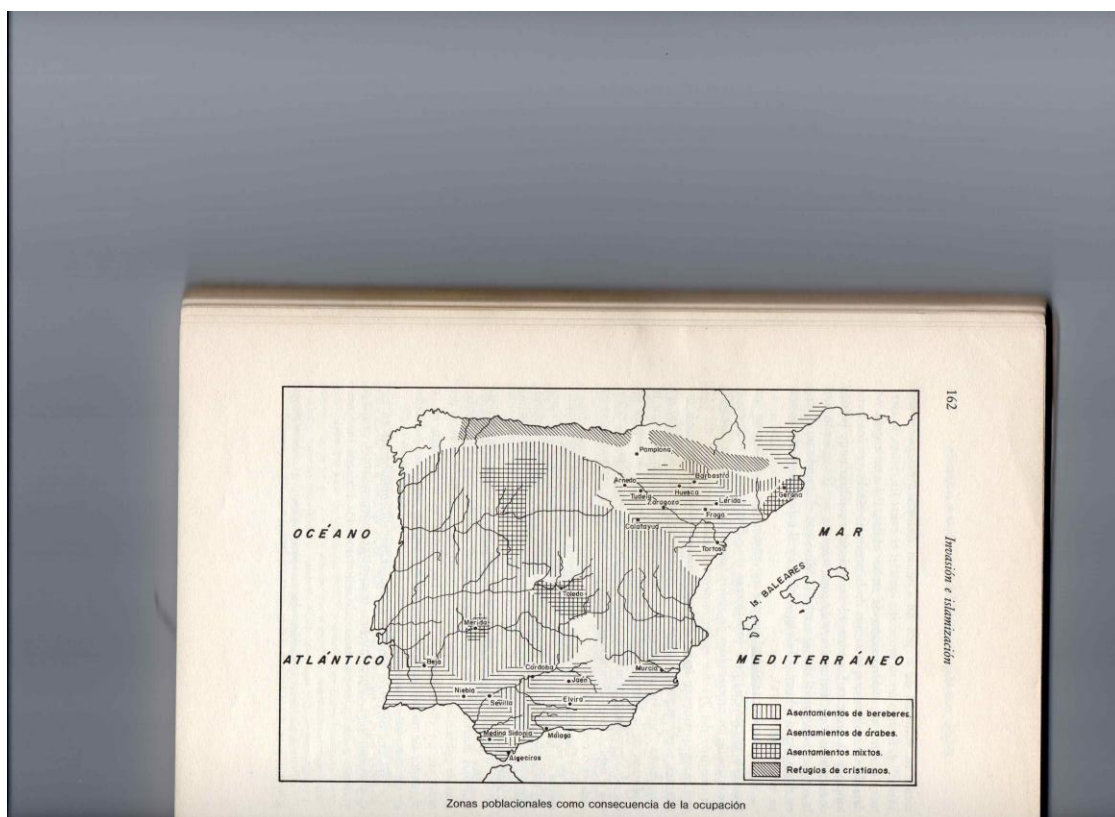 162
Invasión e islamización
OCÉANO
ATLÁNTICO
MAR
MEDITERRÁNEO
Is. BALEARES
Pamplona
Arnedo
Tudela
Barbastro
Huesca
Zaragoza
Lérida
Fraga
Gerona
Calatayud
Tortosa
Toledo
Mérida
Beja
Córdoba
Jaén
Murcia
Niebla
Sevilla
Elvira
Medina Sidonia
Málaga
Algeciras
Asentamientos de bereberes.
Asentamientos de árabes.
Asentamientos mixtos.
Refugios de cristianos.
Zonas poblacionales como consecuencia de la ocupación